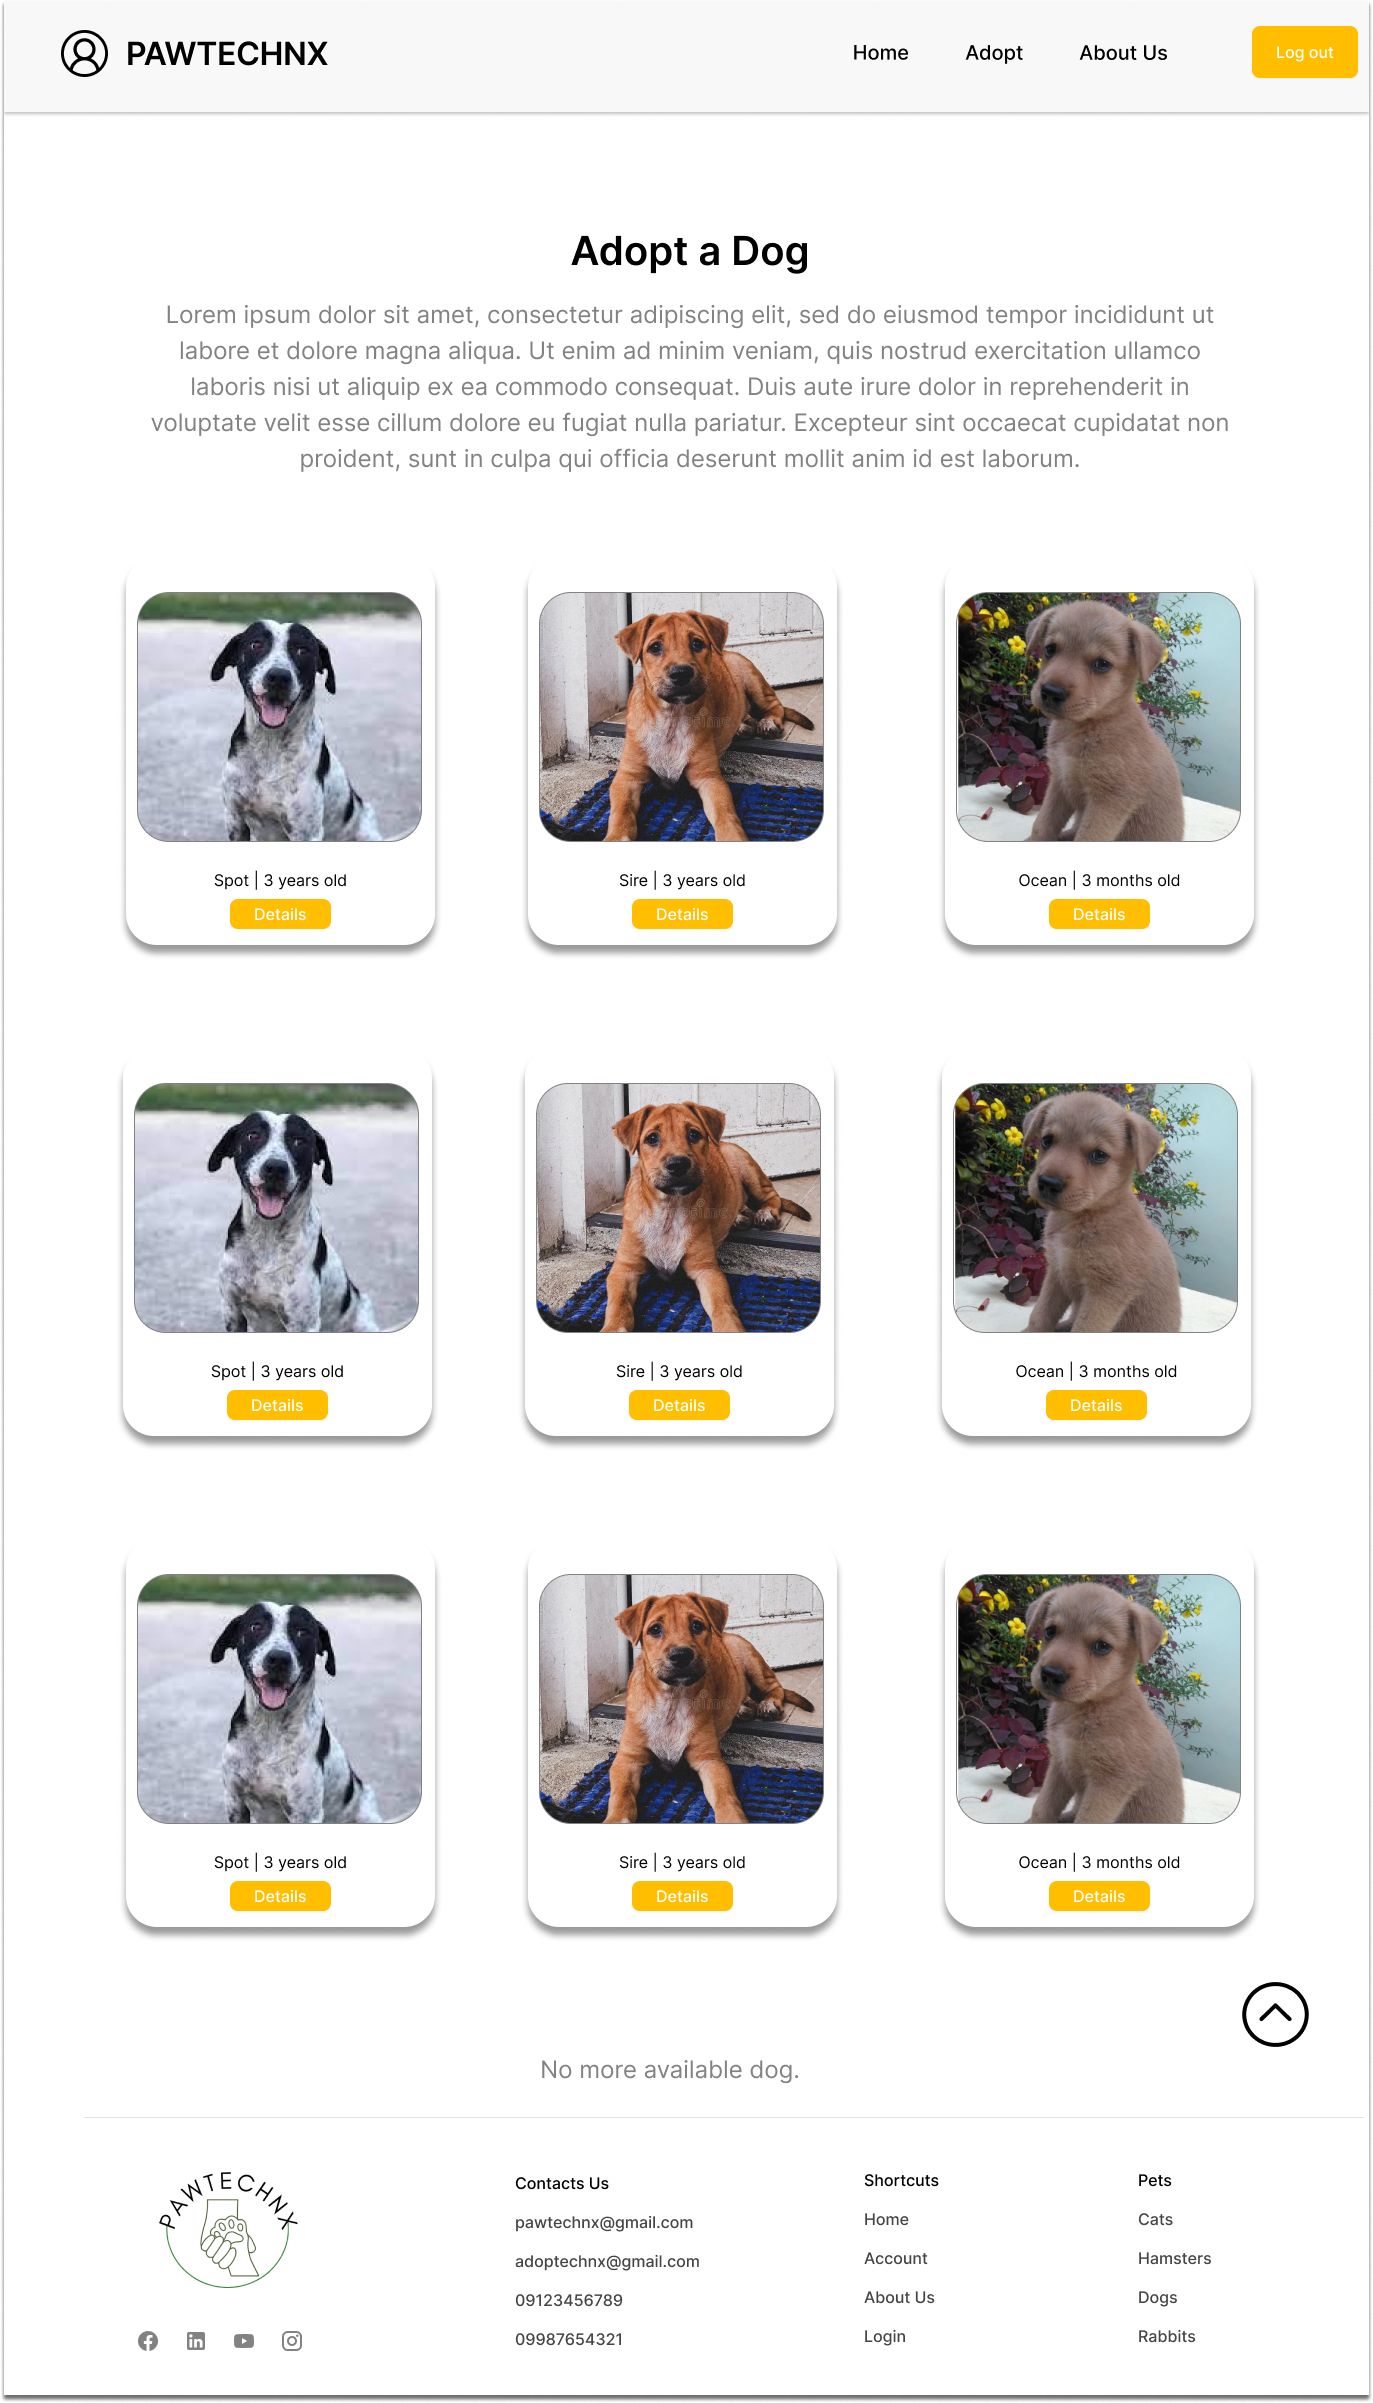 PAWTECHNX
Home
Adopt
About Us
Log out
Adopt a Dog
Lorem ipsum dolor sit amet, consectetur adipiscing elit, sed do eiusmod tempor incididunt ut
labore et dolore magna aliqua. Ut enim ad minim veniam, quis nostrud exercitation ullamco
laboris nisi ut aliquip ex ea commodo consequat. Duis aute irure dolor in reprehenderit in
voluptate velit esse cillum dolore eu fugiat nulla pariatur. Excepteur sint occaecat cupidatat non
proident, sunt in culpa qui officia deserunt mollit anim id est laborum.
Spot | 3 years old
Details
Sire | 3 years old
Details
Ocean | 3 months old
Details
Spot | 3 years old
Details
Sire | 3 years old
Details
Ocean | 3 months old
Details
Spot | 3 years old
Details
Sire | 3 years old
Details
Ocean | 3 months old
Details
No more available dog.
PAWTECHNX
Contacts Us
pawtechnx@gmail.com
adoptechnx@gmail.com
09123456789
09987654321
Shortcuts
Home
Account
About Us
Login
Pets
Cats
Hamsters
Dogs
Rabbits